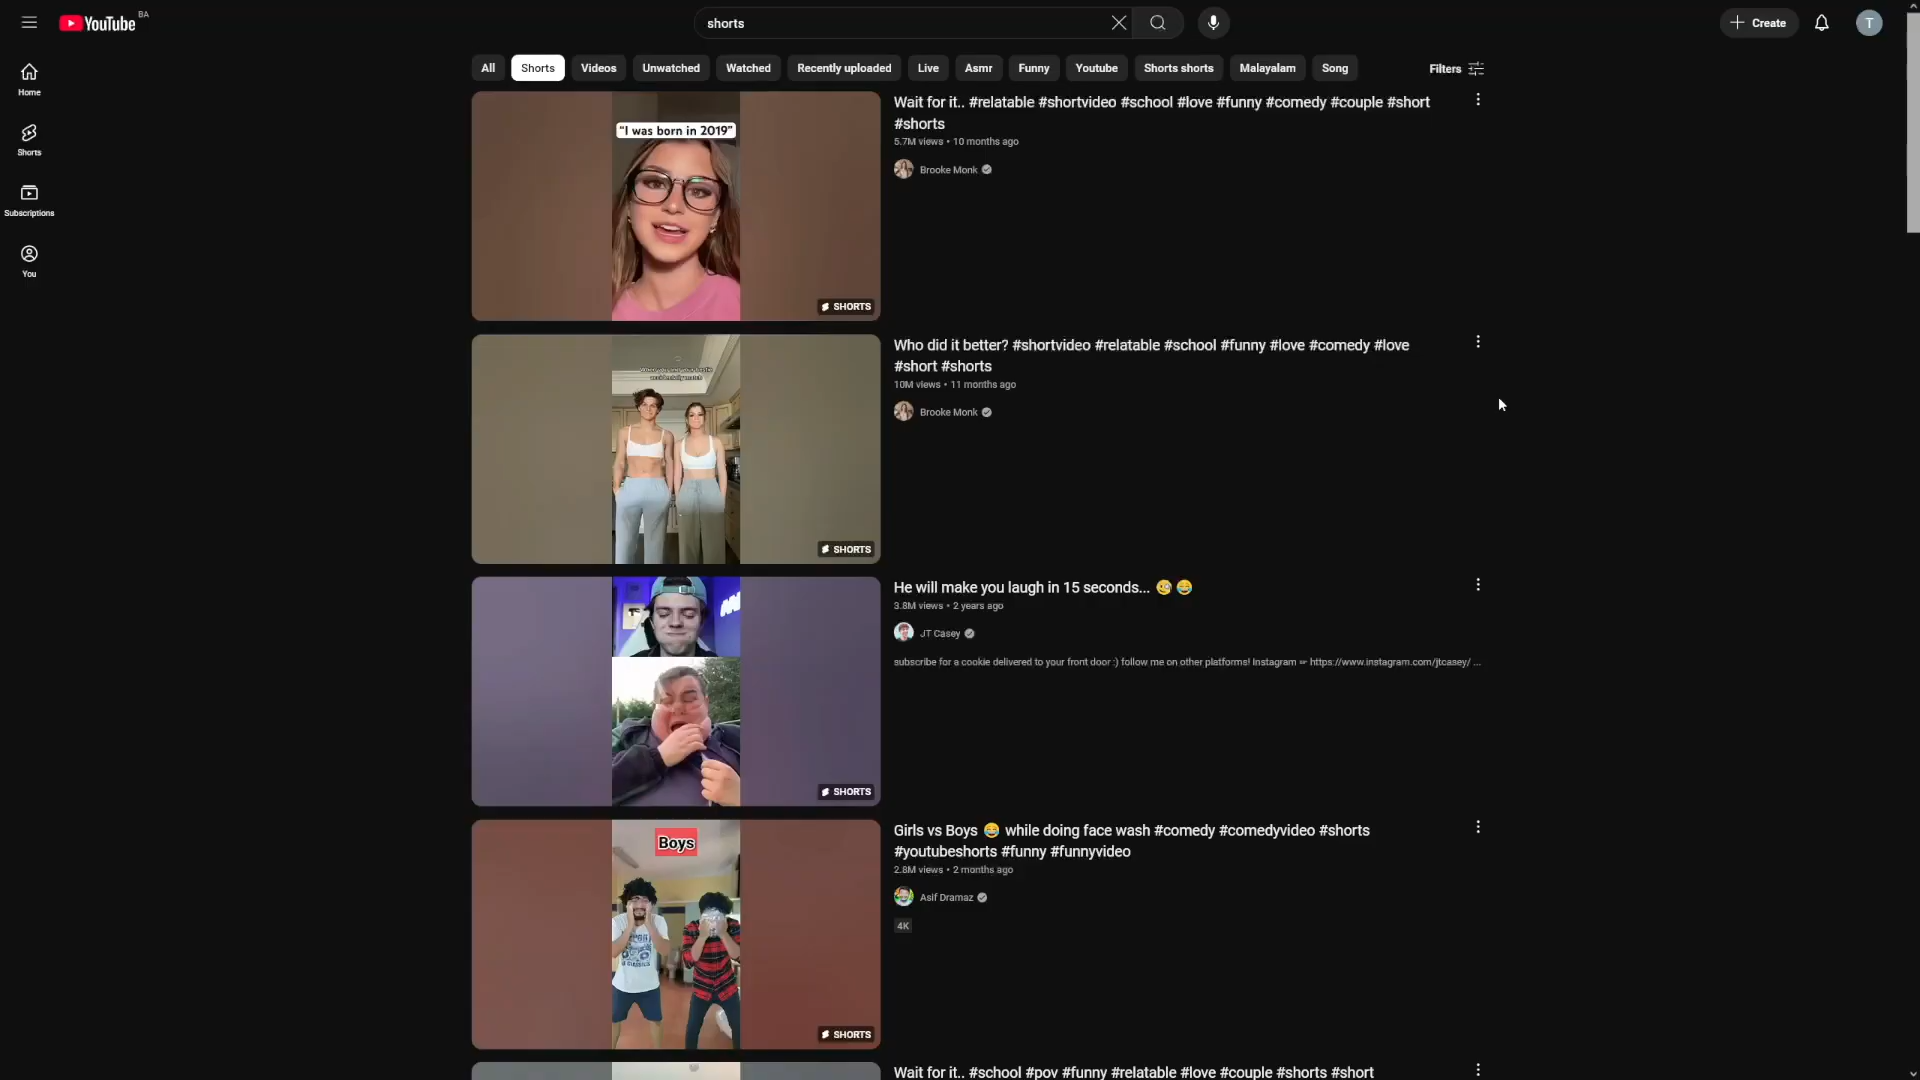 YouTube BA
shorts
Create
T
All Shorts Videos Unwatched Watched Recently uploaded Live Asmr Funny Youtube Shorts shorts Malayalam Song Filters
Home
Shorts
Subscriptions
You
"I was born in 2019"
SHORTS
Wait for it.. #relatable #shortvideo #school #love #funny #comedy #couple #short
#shorts
5.7M views • 10 months ago
Brooke Monk
SHORTS
Who did it better? #shortvideo #relatable #school #funny #love #comedy #love
#short #shorts
10M views • 11 months ago
Brooke Monk
SHORTS
He will make you laugh in 15 seconds... 🧐 😂
3.8M views • 2 years ago
JT Casey
subscribe for a cookie delivered to your front door :) follow me on other platforms! Instagram ⇨ https://www.instagram.com/jtcasey/ ...
Boys
SHORTS
Girls vs Boys 😂 while doing face wash #comedy #comedyvideo #shorts
#youtubeshorts #funny #funnyvideo
2.8M views • 2 months ago
Asif Dramaz
4K
Wait for it.. #school #pov #funny #relatable #love #couple #shorts #short